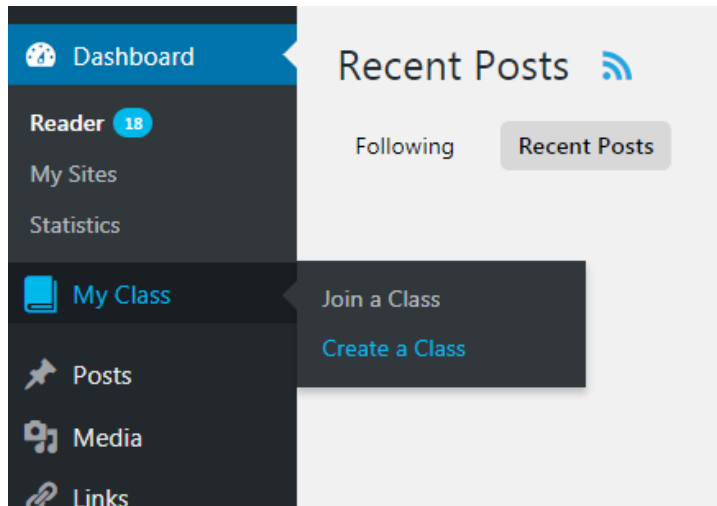 Dashboard
Reader 18
My Sites
Statistics
My Class
Posts
Media
Links
Join a Class
Create a Class
Recent Posts
Following
Recent Posts